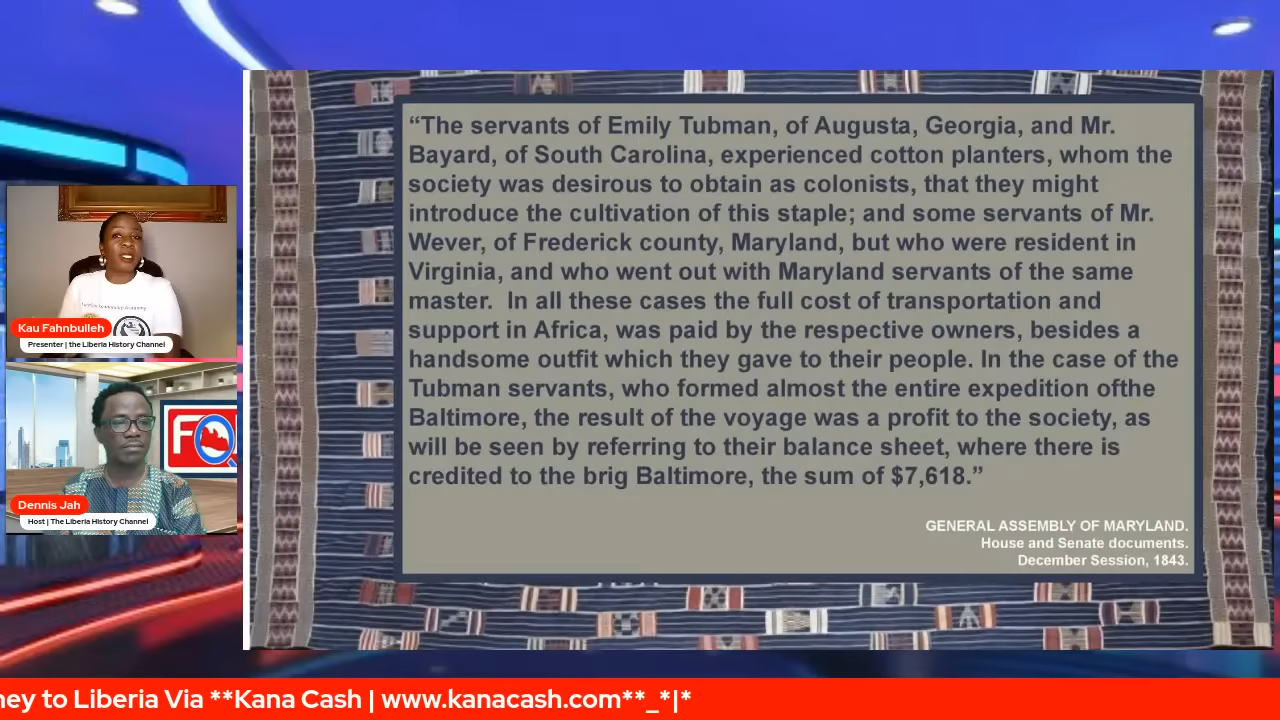 “The servants of Emily Tubman, of Augusta, Georgia, and Mr.
Bayard, of South Carolina, experienced cotton planters, whom the
society was desirous to obtain as colonists, that they might
introduce the cultivation of this staple; and some servants of Mr.
Wever, of Frederick county, Maryland, but who were resident in
Virginia, and who went out with Maryland servants of the same
master.  In all these cases the full cost of transportation and
support in Africa, was paid by the respective owners, besides a
handsome outfit which they gave to their people. In the case of the
Tubman servants, who formed almost the entire expedition ofthe
Baltimore, the result of the voyage was a profit to the society, as
will be seen by referring to their balance sheet, where there is
credited to the brig Baltimore, the sum of $7,618.”
GENERAL ASSEMBLY OF MARYLAND.
House and Senate documents.
December Session, 1843.
Kau Fahnbulleh
Presenter | the Liberia History Channel
Dennis Jah
Host | The Liberia History Channel
ney to Liberia Via **Kana Cash | www.kanacash.com**_*|*